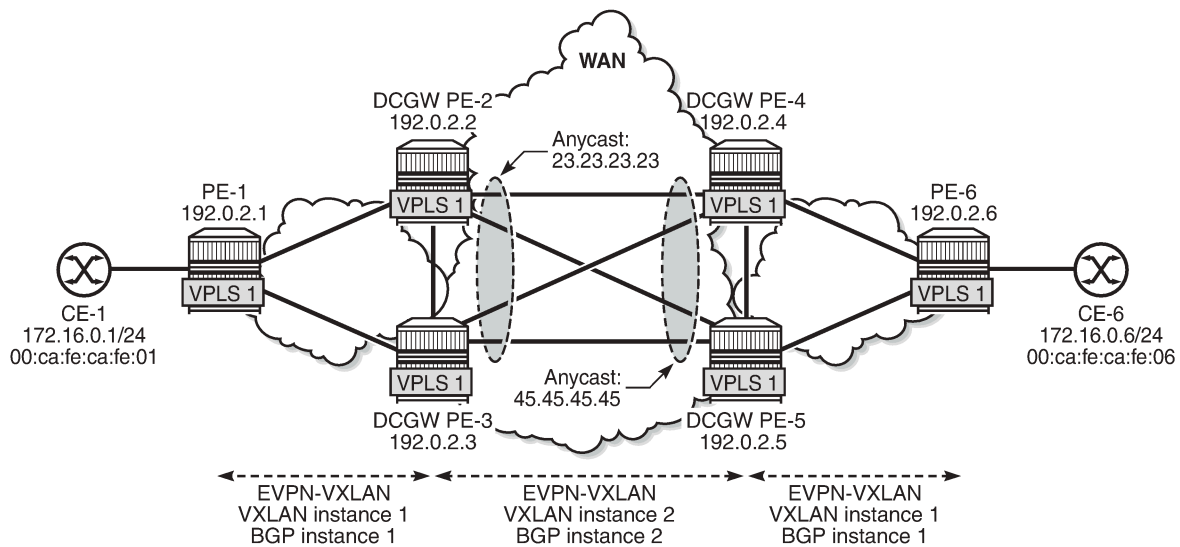 WAN
DCGW PE-2
192.0.2.2
DCGW PE-4
192.0.2.4
Anycast:
23.23.23.23
PE-1
192.0.2.1
VPLS 1
VPLS 1
PE-6
192.0.2.6
VPLS 1
VPLS 1
CE-1
172.16.0.1/24
00:ca:fe:ca:fe:01
CE-6
172.16.0.6/24
00:ca:fe:ca:fe:06
VPLS 1
VPLS 1
Anycast:
45.45.45.45
DCGW PE-3
192.0.2.3
DCGW PE-5
192.0.2.5
EVPN-VXLAN
VXLAN instance 1
BGP instance 1
EVPN-VXLAN
VXLAN instance 2
BGP instance 2
EVPN-VXLAN
VXLAN instance 1
BGP instance 1